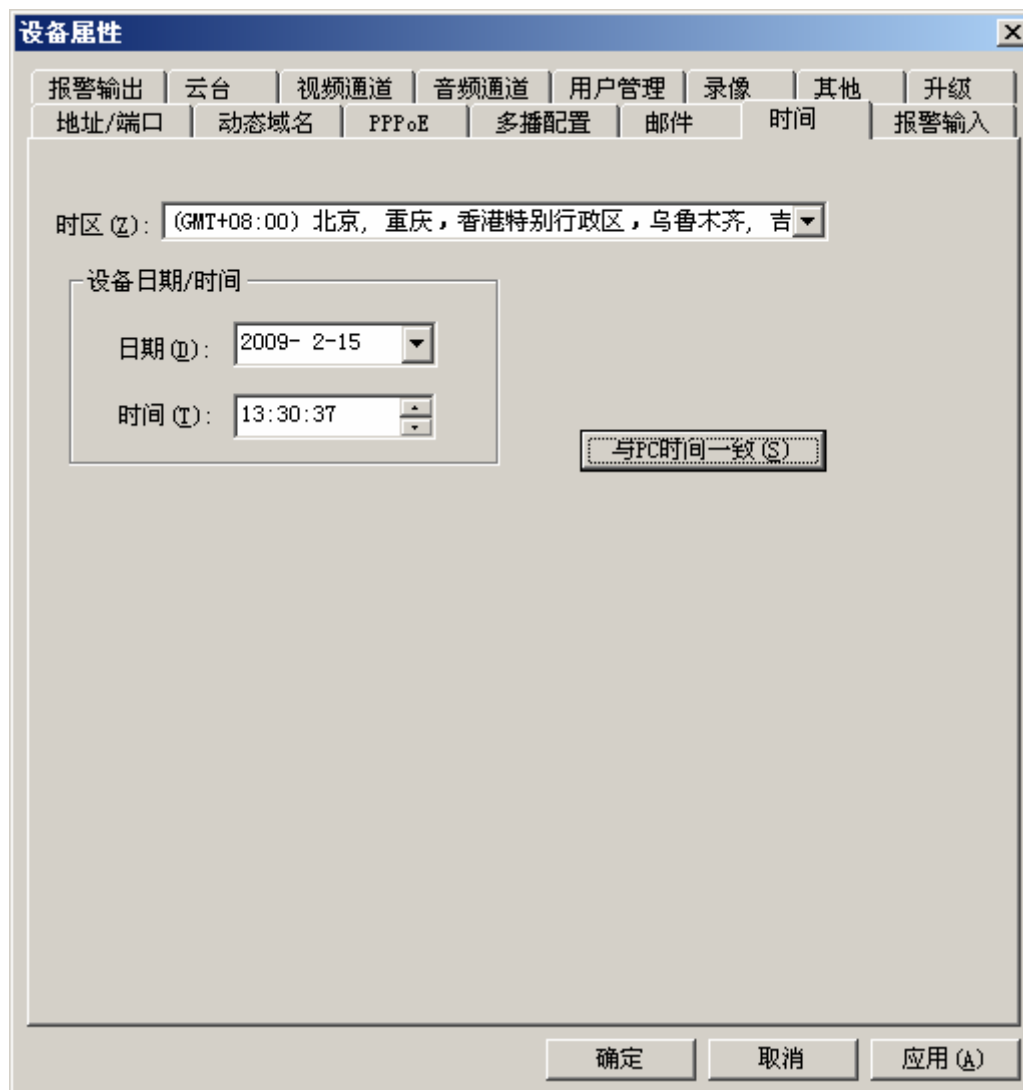 设备属性
报警输出 云台 视频通道 音频通道 用户管理 录像 其他 升级
地址/端口 动态域名 PPPoE 多播配置 邮件 时间 报警输入
时区(Z): (GMT+08:00) 北京, 重庆，香港特别行政区，乌鲁木齐, 吉
设备日期/时间
日期(D): 2009- 2-15
时间(T): 13:30:37
与PC时间一致(S)
确定 取消 应用(A)